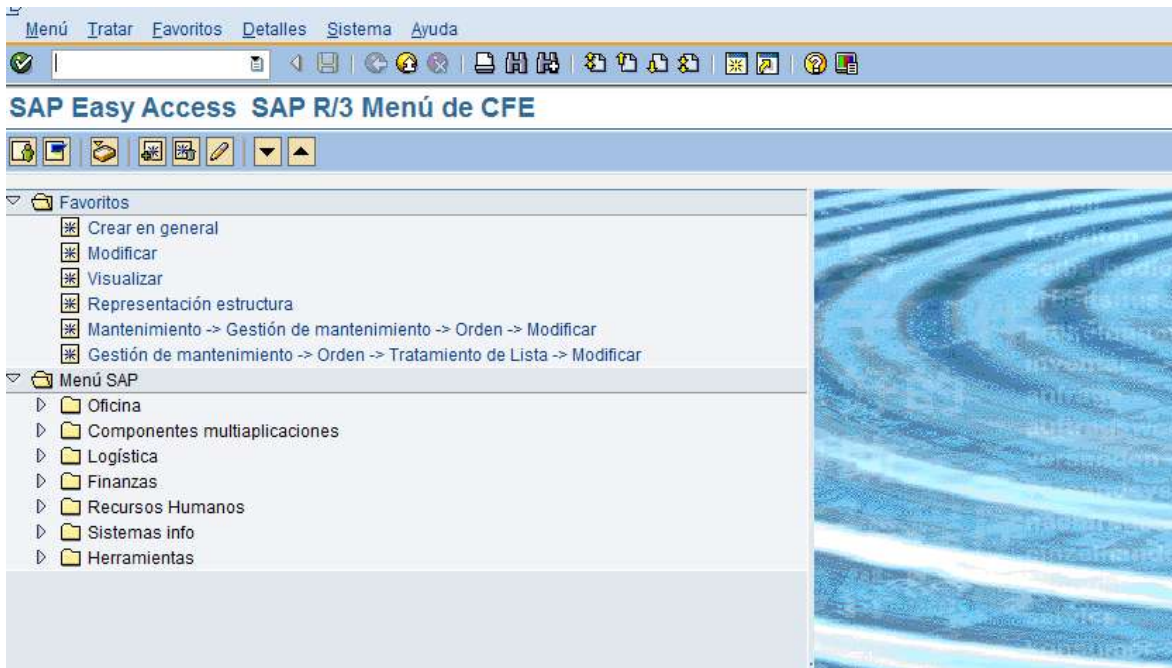 Menú Tratar Favoritos Detalles Sistema Ayuda
SAP Easy Access SAP R/3 Menú de CFE
Favoritos
Crear en general
Modificar
Visualizar
Representación estructura
Mantenimiento -> Gestión de mantenimiento -> Orden -> Modificar
Gestión de mantenimiento -> Orden -> Tratamiento de Lista -> Modificar
Menú SAP
Oficina
Componentes multiaplicaciones
Logística
Finanzas
Recursos Humanos
Sistemas info
Herramientas